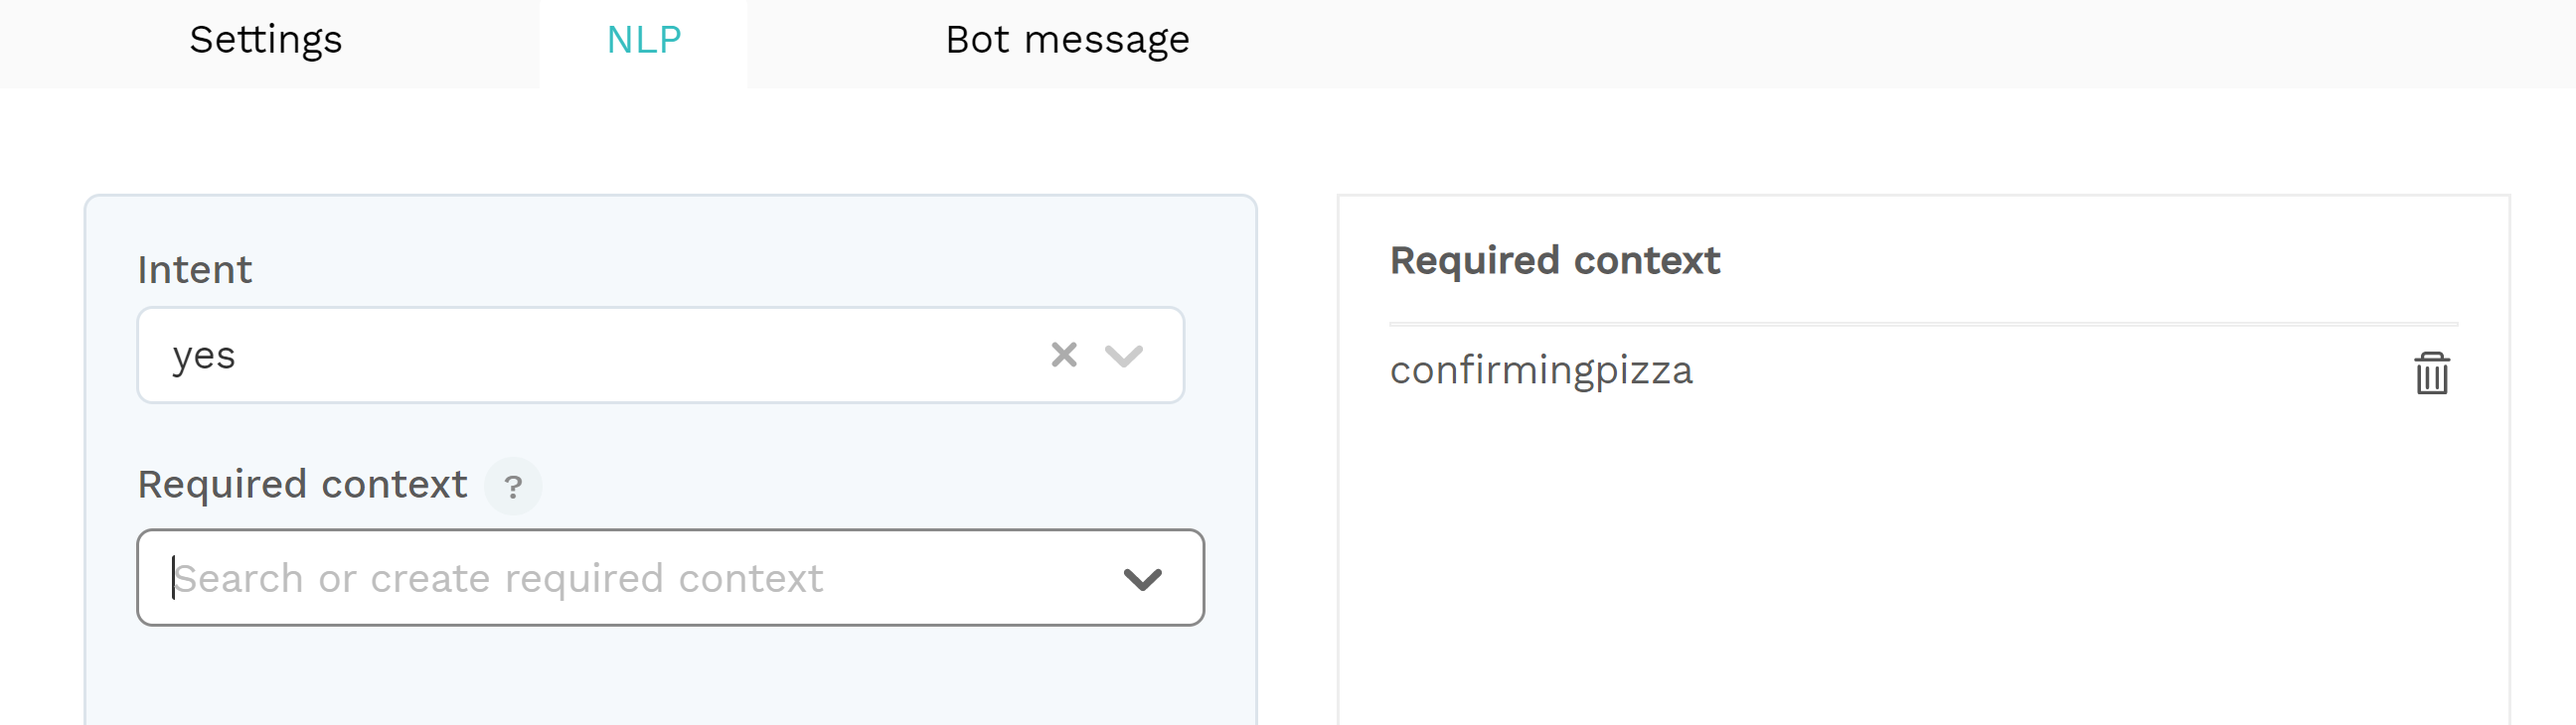 Settings
NLP
Bot message
Intent
yes
Required context ?
Search or create required context
Required context
confirmingpizza